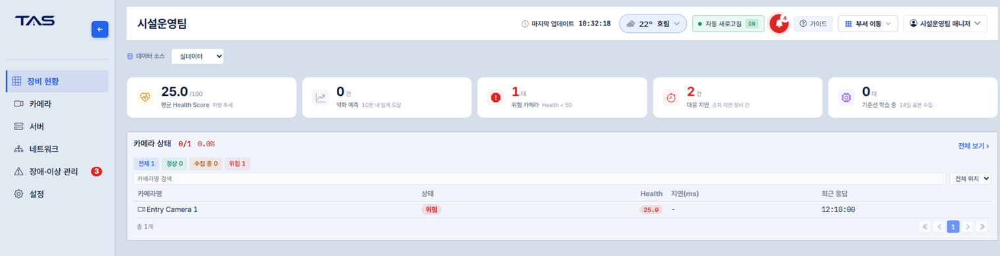 TAS
시설운영팀
마지막 업데이트 10:32:18
22° 흐림
자동 새로고침 ON
4
가이드
부서 이동
시설운영팀 매니저
장비 현황
카메라
서버
네트워크
장애·이상 관리 3
설정
데이터 소스 실데이터
25.0 /100
평균 Health Score 하향 추세
0 건
악화 예측 10분 내 임계 도달
1 대
위험 카메라 Health < 50
2 건
대응 지연 조치 지연 정비 건
0 대
기준선 학습 중 14일 표본 수집
카메라 상태 0/1 0.0%
전체 보기 ›
전체 1 정상 0 수집 중 0 위험 1
카메라명 검색 전체 위치
카메라명 상태 Health 지연(ms) 최근 응답
Entry Camera 1 위험 25.0 - 12:18:00
총 1개
« ‹ 1 › »